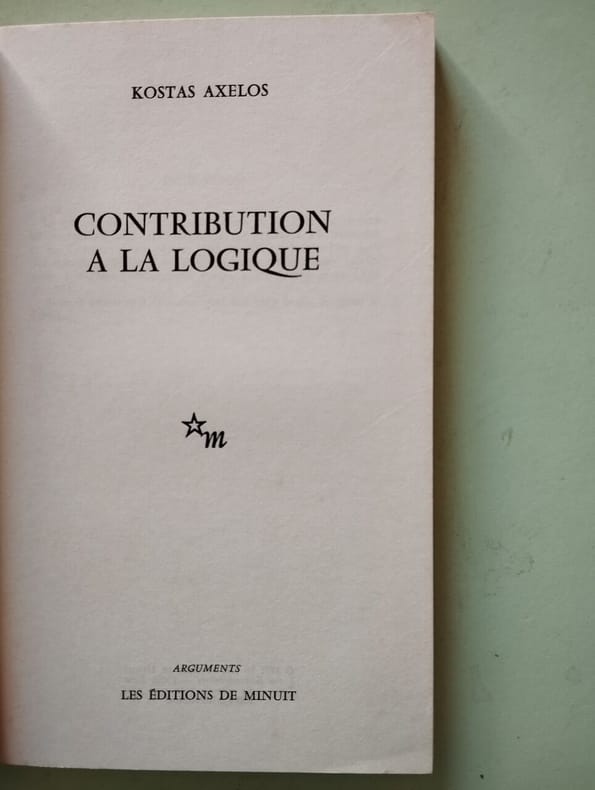 KOSTAS AXELOS
CONTRIBUTION
A LA LOGIQUE
m
ARGUMENTS
LES ÉDITIONS DE MINUIT